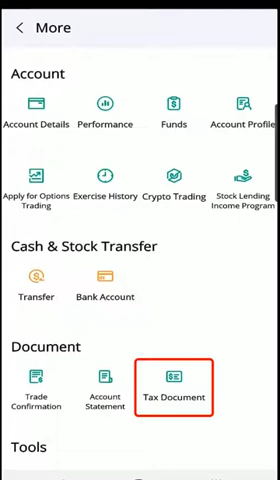 More
Account
Account Details Performance Funds Account Profile
Apply for Options Exercise History Crypto Trading Stock Lending
Trading Income Program
Cash & Stock Transfer
Transfer Bank Account
Document
Trade Account Tax Document
Confirmation Statement
Tools